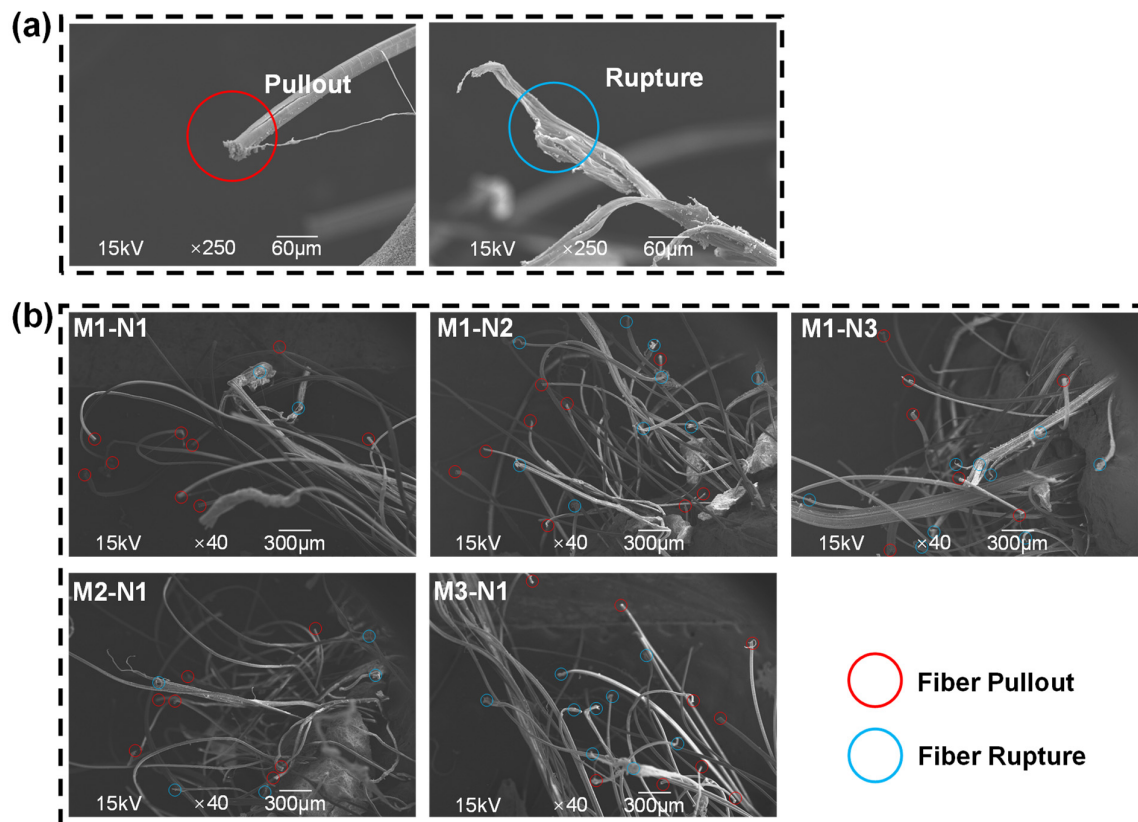 (a)
Pullout
15kV ×250 60μm
Rupture
15kV ×250 60μm
(b)
M1-N1
15kV ×40 300μm
M1-N2
15kV ×40 300μm
M1-N3
15kV ×40 300μm
M2-N1
15kV ×40 300μm
M3-N1
15kV ×40 300μm
Fiber Pullout
Fiber Rupture